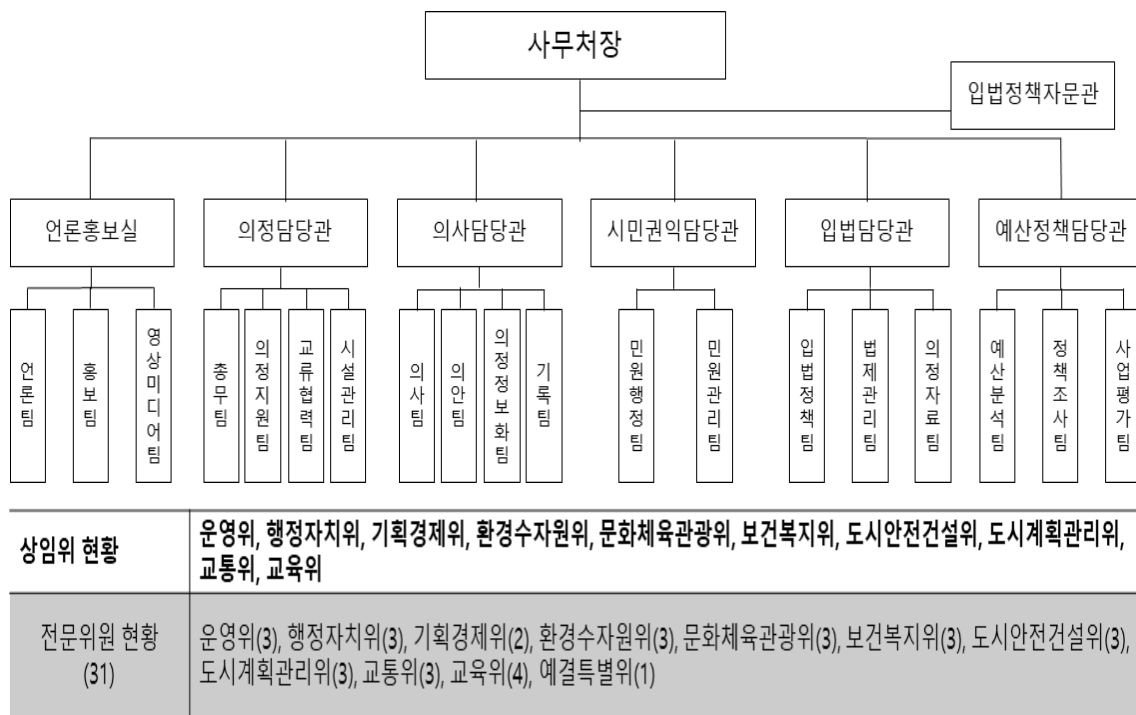 사무처장
입법정책자문관
언론홍보실
의정담당관
의사담당관
시민권익담당관
입법담당관
예산정책담당관
언론팀
홍보팀
영상미디어팀
총무팀
의정지원팀
교류협력팀
시설관리팀
의사팀
의안팀
의정정보화팀
기록팀
민원행정팀
민원관리팀
입법정책팀
법제관리팀
의정자료팀
예산분석팀
정책조사팀
사업평가팀
상임위 현황
운영위, 행정자치위, 기획경제위, 환경수자원위, 문화체육관광위, 보건복지위, 도시안전건설위, 도시계획관리위,
교통위, 교육위
전문위원 현황
(31)
운영위(3), 행정자치위(3), 기획경제위(2), 환경수자원위(3), 문화체육관광위(3), 보건복지위(3), 도시안전건설위(3),
도시계획관리위(3), 교통위(3), 교육위(4), 예결특별위(1)